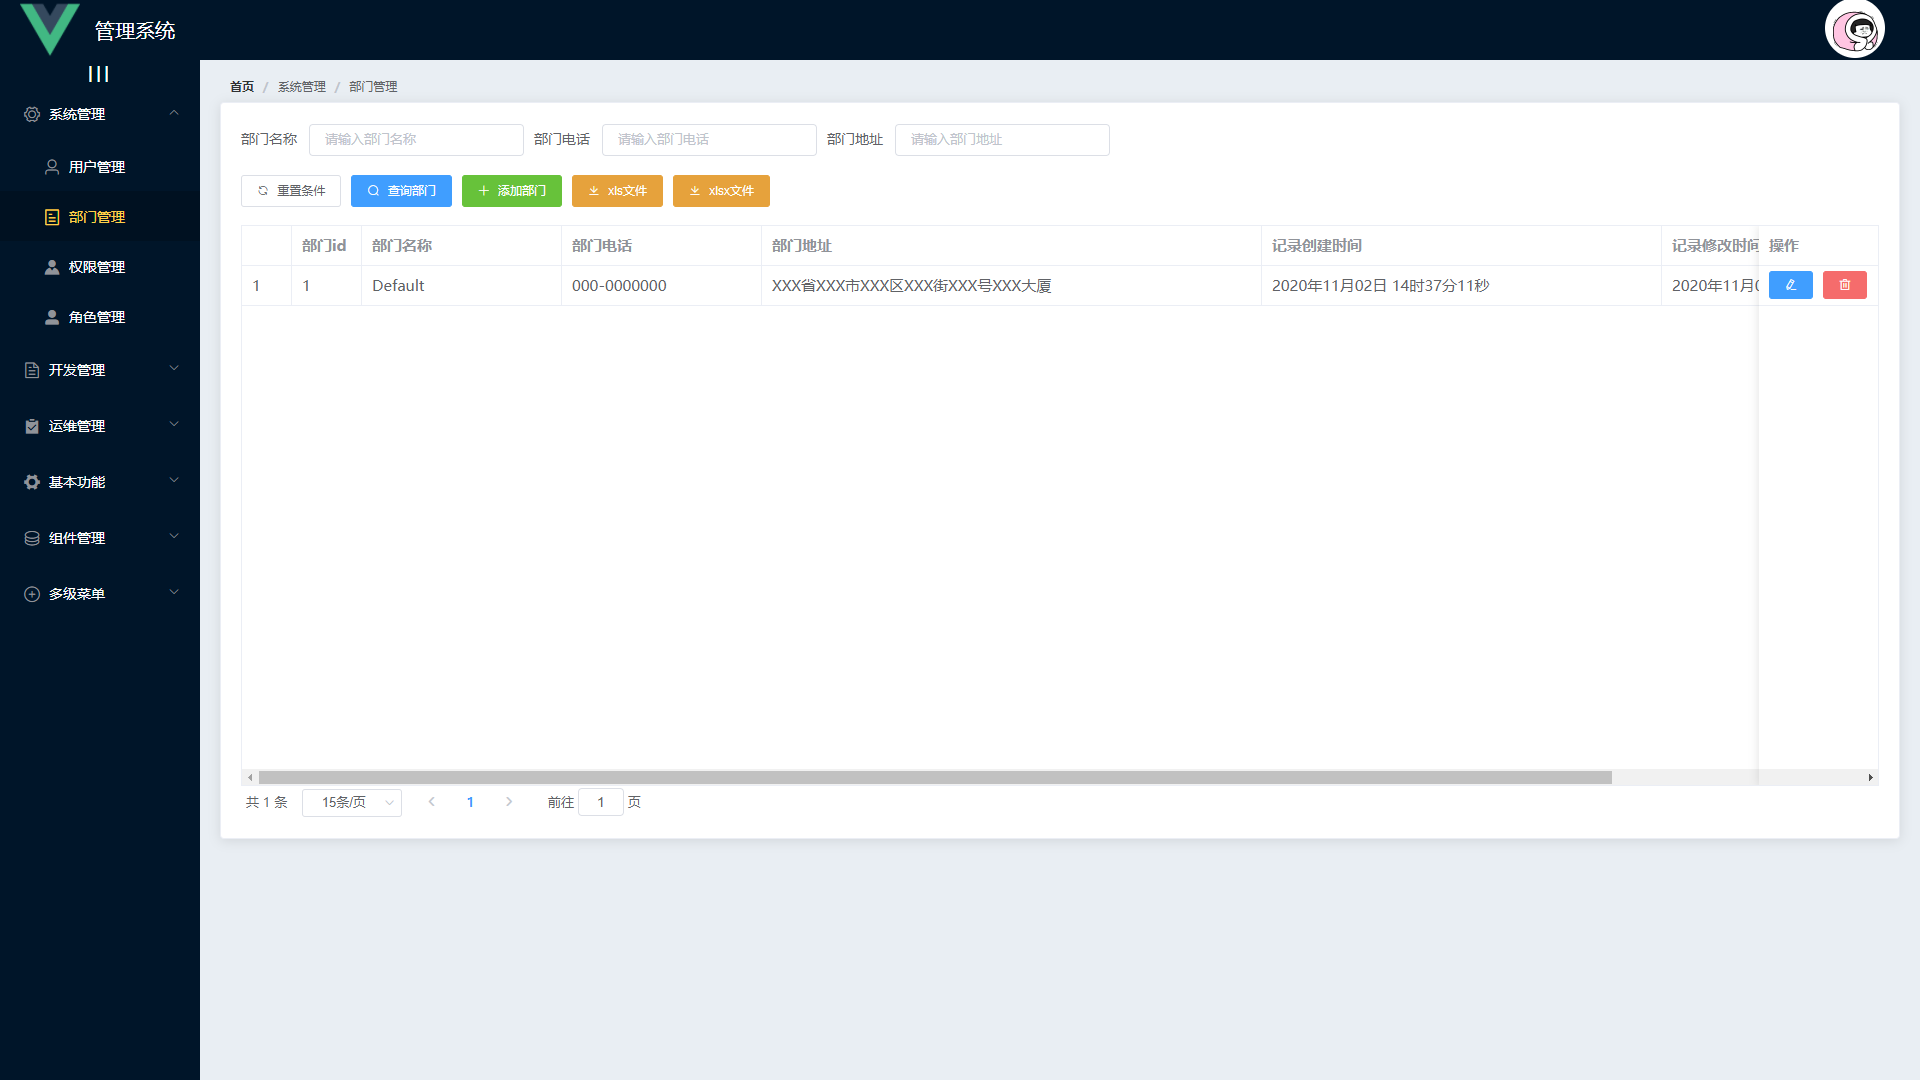 管理系统
系统管理
用户管理
部门管理
权限管理
角色管理
开发管理
运维管理
基本功能
组件管理
多级菜单
首页 / 系统管理 / 部门管理
部门名称 请输入部门名称 部门电话 请输入部门电话 部门地址 请输入部门地址
重置条件 查询部门 添加部门 xls文件 xlsx文件
部门id 部门名称 部门电话 部门地址 记录创建时间 记录修改时间 操作
1 1 Default 000-0000000 XXX省XXX市XXX区XXX街XXX号XXX大厦 2020年11月02日 14时37分11秒 2020年11月
共 1 条 15条/页 1 前往 1 页